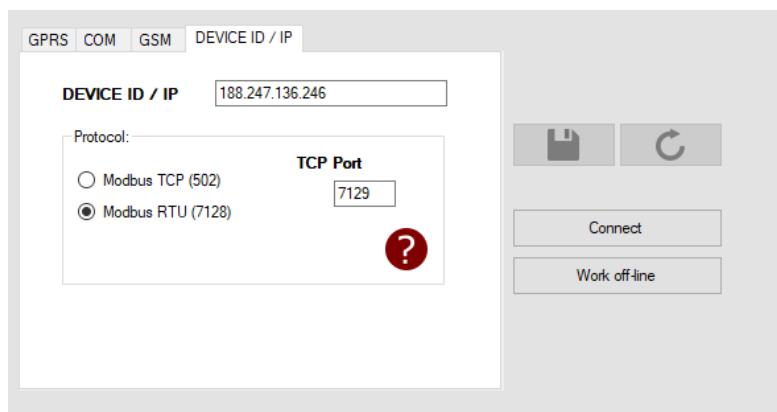 GPRS COM GSM DEVICE ID / IP
DEVICE ID / IP 188.247.136.246
Protocol:
TCP Port
Modbus TCP (502)
7129
Modbus RTU (7128)
?
Connect
Work off-line